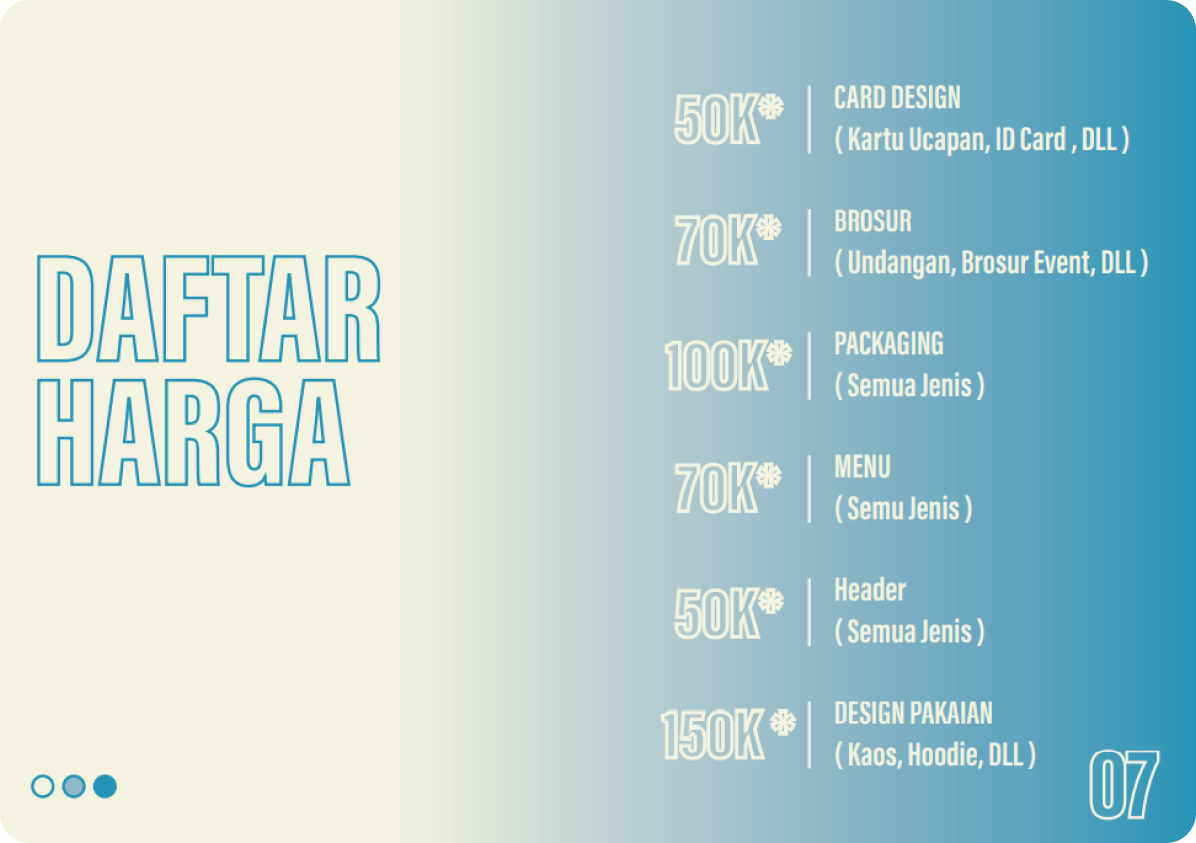 DAFTAR
HARGA
50K*
CARD DESIGN
( Kartu Ucapan, ID Card , DLL )
70K*
BROSUR
( Undangan, Brosur Event, DLL )
100K*
PACKAGING
( Semua Jenis )
70K*
MENU
( Semu Jenis )
50K*
Header
( Semua Jenis )
150K *
DESIGN PAKAIAN
( Kaos, Hoodie, DLL )
07